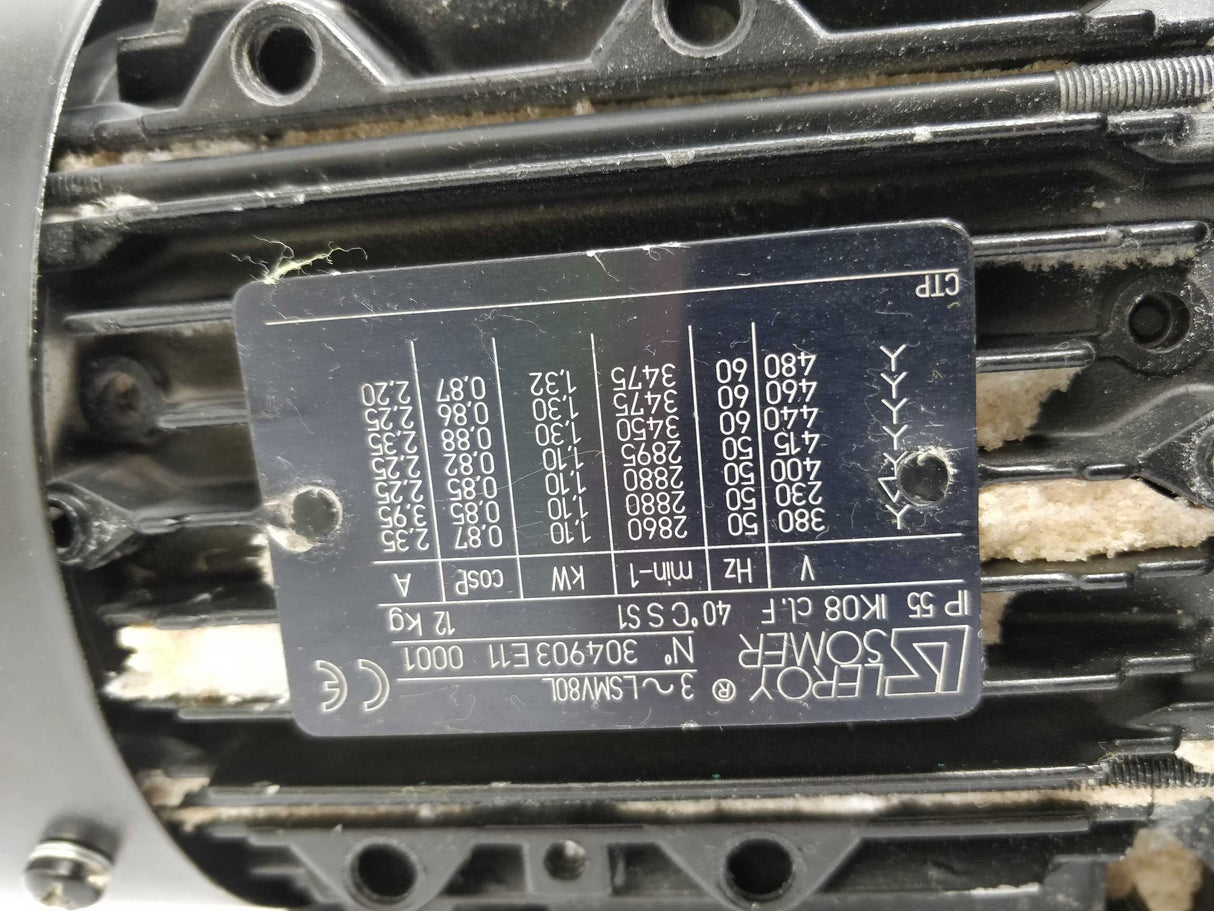 LEROY® 3~LSMV80L CE
SOMER N° 304903 E11 0001
IP 55 IK08 cl.F 40°C S S1 12 kg
V Hz min-1 kW cosφ A
Y 380 50 2860 1,10 0,87 2,35
Δ 230 50 2880 1,10 0,85 3,95
Y 400 50 2880 1,10 0,85 2,25
Y 415 50 2895 1,10 0,82 2,25
Y 440 60 3450 1,30 0,88 2,35
Y 460 60 3475 1,30 0,86 2,25
Y 480 60 3475 1,32 0,87 2,20
CTP